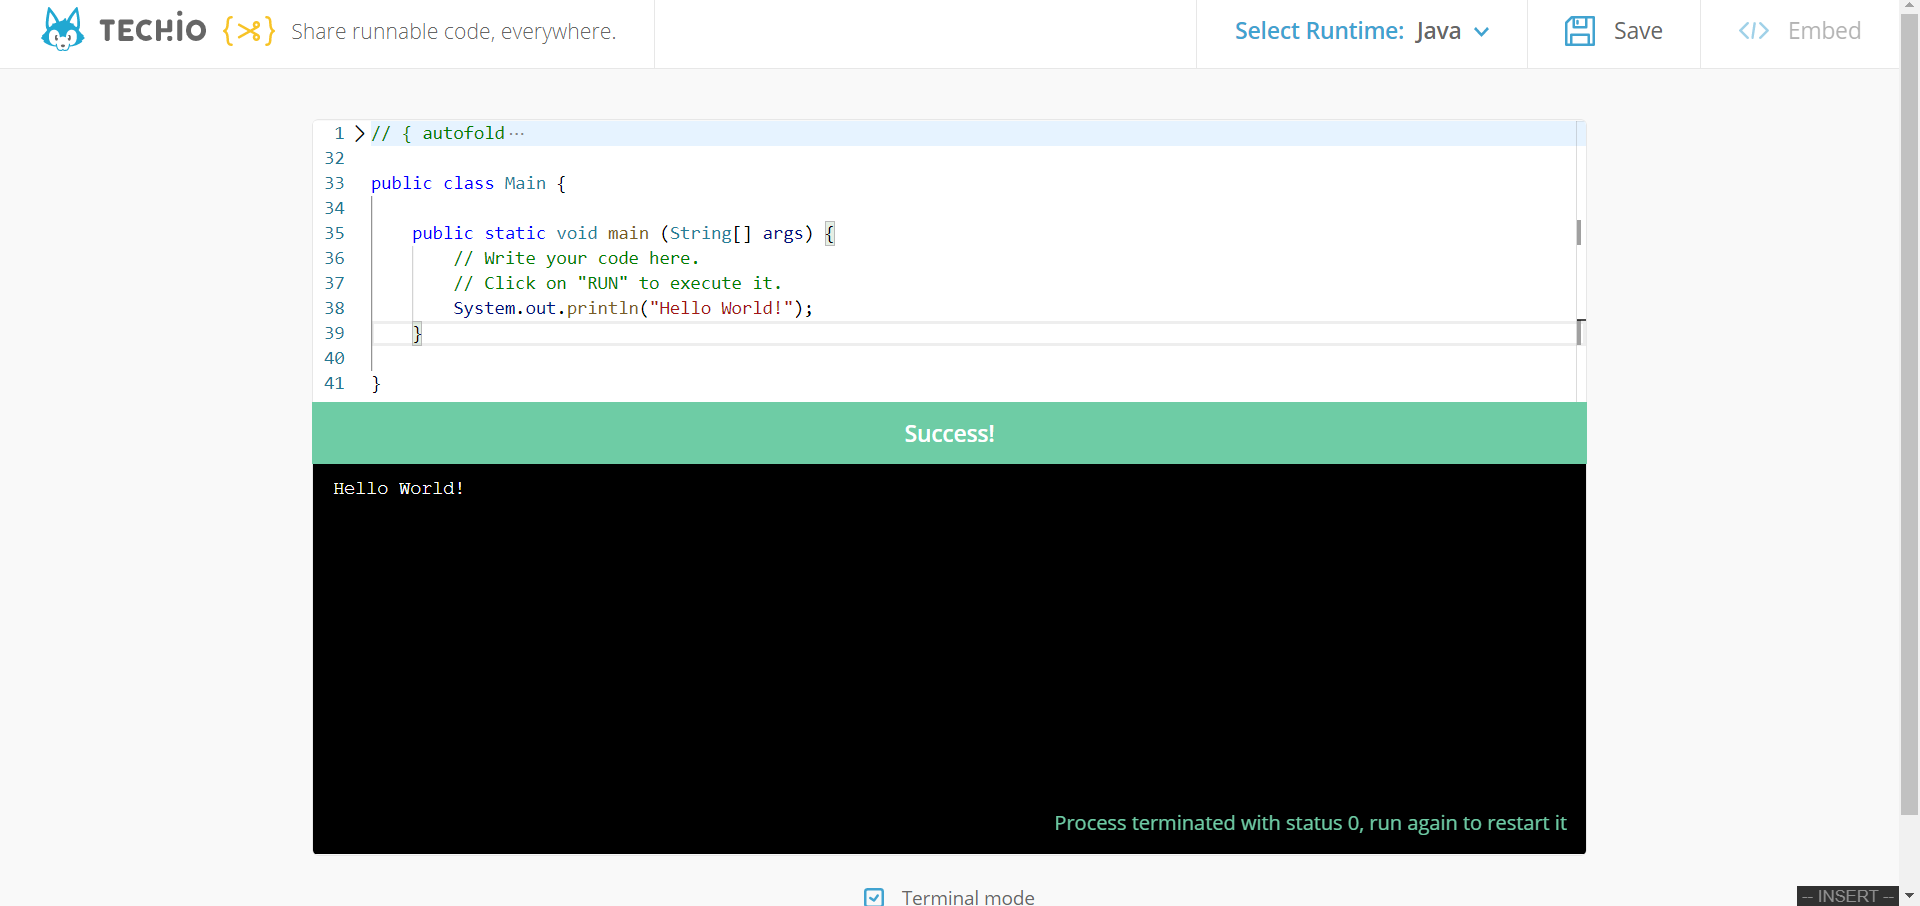 TECH.IO {✂} Share runnable code, everywhere.
Select Runtime: Java
Save
</> Embed
1 // { autofold ···
32
33 public class Main {
34
35 public static void main (String[] args) {
36 // Write your code here.
37 // Click on "RUN" to execute it.
38 System.out.println("Hello World!");
39 }
40
41 }
Success!
Hello World!
Process terminated with status 0, run again to restart it
Terminal mode
-- INSERT --